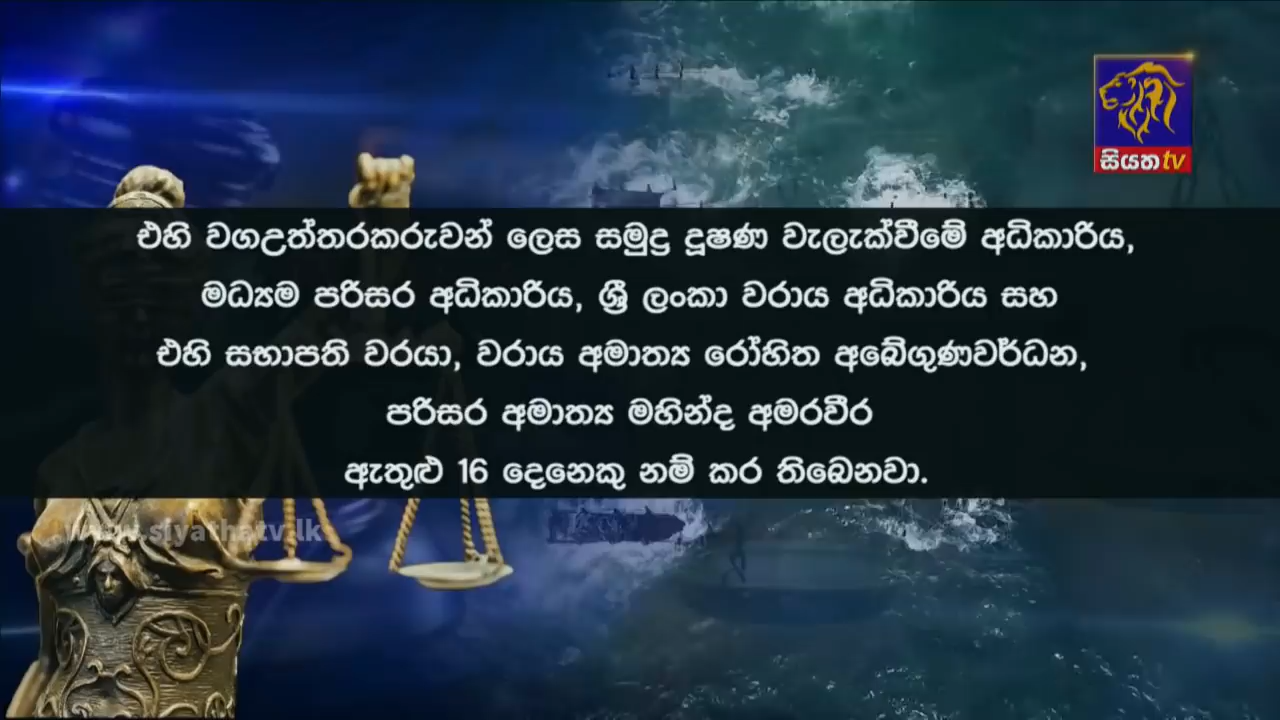 සියත tv
එහි වගඋත්තරකරුවන් ලෙස සමුද්‍ර දූෂණ වැලැක්වීමේ අධිකාරිය,
මධ්‍යම පරිසර අධිකාරිය, ශ්‍රී ලංකා වරාය අධිකාරිය සහ
එහි සභාපති වරයා, වරාය අමාත්‍ය රෝහිත අබේගුණවර්ධන,
පරිසර අමාත්‍ය මහින්ද අමරවීර
ඇතුළු 16 දෙනෙකු නම් කර තිබෙනවා.
www.siyathatv.lk